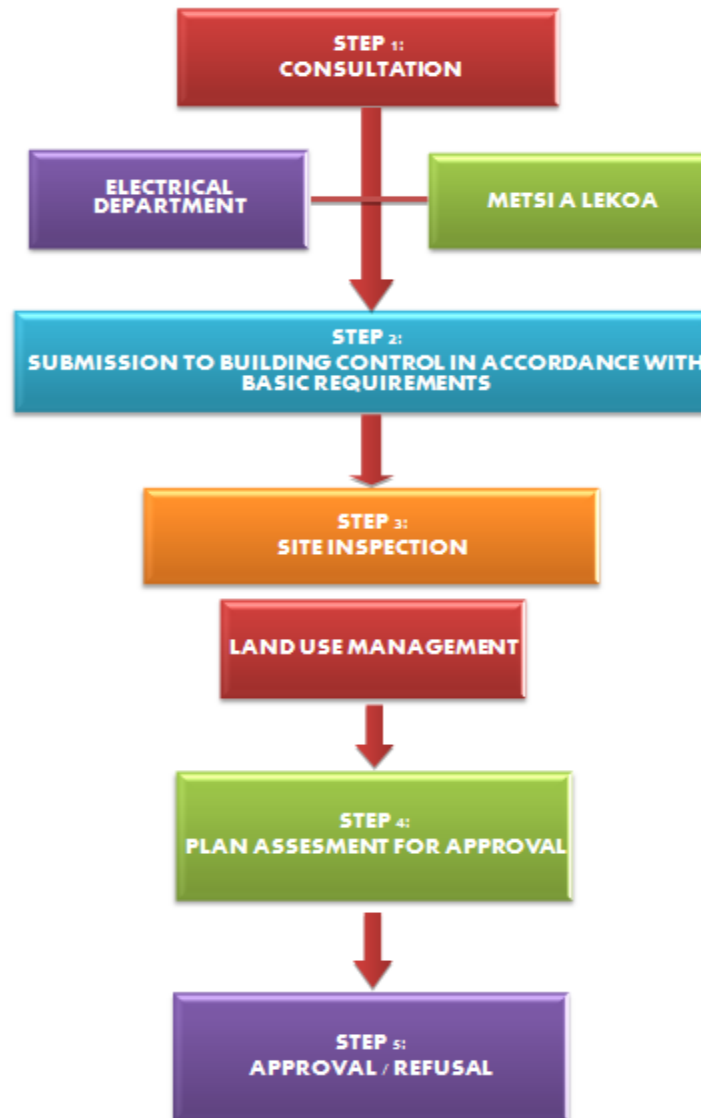 STEP 1:
CONSULTATION
ELECTRICAL
DEPARTMENT
METSI A LEKOA
STEP 2:
SUBMISSION TO BUILDING CONTROL IN ACCORDANCE WITH
BASIC REQUIREMENTS
STEP 3:
SITE INSPECTION
LAND USE MANAGEMENT
STEP 4:
PLAN ASSESMENT FOR APPROVAL
STEP 5:
APPROVAL / REFUSAL